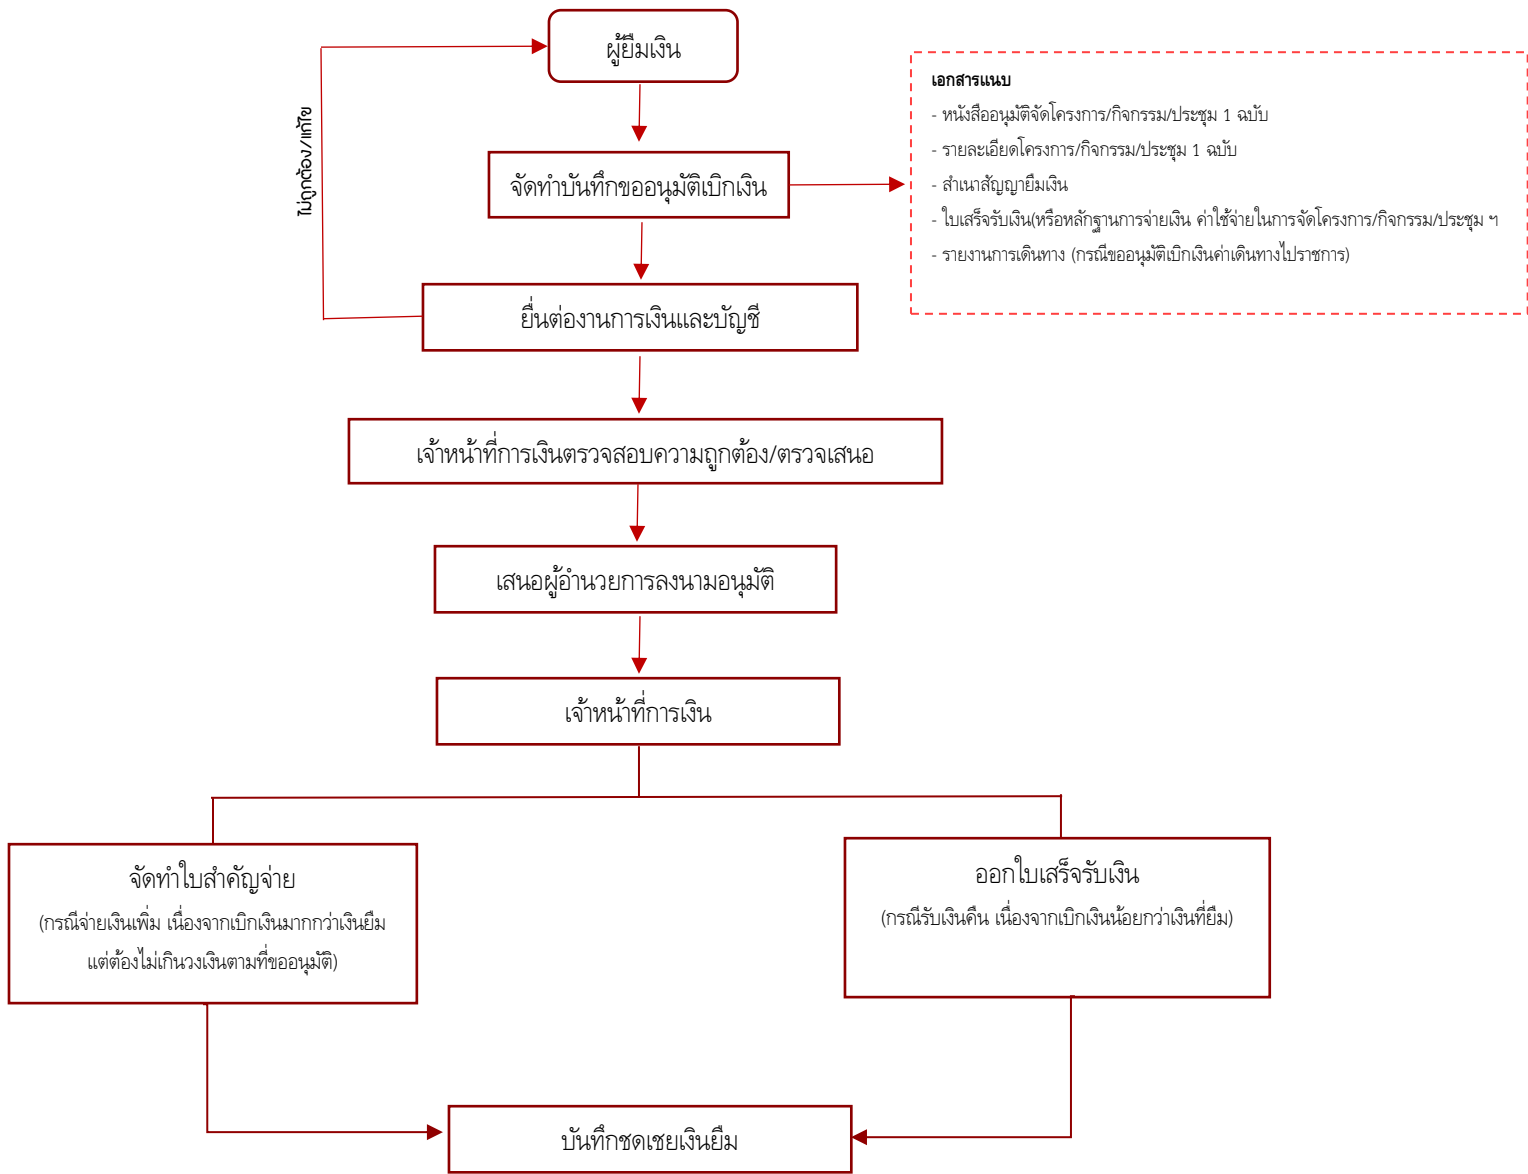 ผู้ยืมเงิน
ไม่ถูกต้อง/แก้ไข
จัดทำบันทึกขออนุมัติเบิกเงิน
เอกสารแนบ
- หนังสืออนุมัติจัดโครงการ/กิจกรรม/ประชุม 1 ฉบับ
- รายละเอียดโครงการ/กิจกรรม/ประชุม 1 ฉบับ
- สำเนาสัญญายืมเงิน
- ใบเสร็จรับเงิน(หรือหลักฐานการจ่ายเงิน ค่าใช้จ่ายในการจัดโครงการ/กิจกรรม/ประชุม ฯ
- รายงานการเดินทาง (กรณีขออนุมัติเบิกเงินค่าเดินทางไปราชการ)
ยื่นต่องานการเงินและบัญชี
เจ้าหน้าที่การเงินตรวจสอบความถูกต้อง/ตรวจเสนอ
เสนอผู้อำนวยการลงนามอนุมัติ
เจ้าหน้าที่การเงิน
จัดทำใบสำคัญจ่าย
(กรณีจ่ายเงินเพิ่ม เนื่องจากเบิกเงินมากกว่าเงินยืม
แต่ต้องไม่เกินวงเงินตามที่ขออนุมัติ)
ออกใบเสร็จรับเงิน
(กรณีรับเงินคืน เนื่องจากเบิกเงินน้อยกว่าเงินที่ยืม)
บันทึกชดเชยเงินยืม